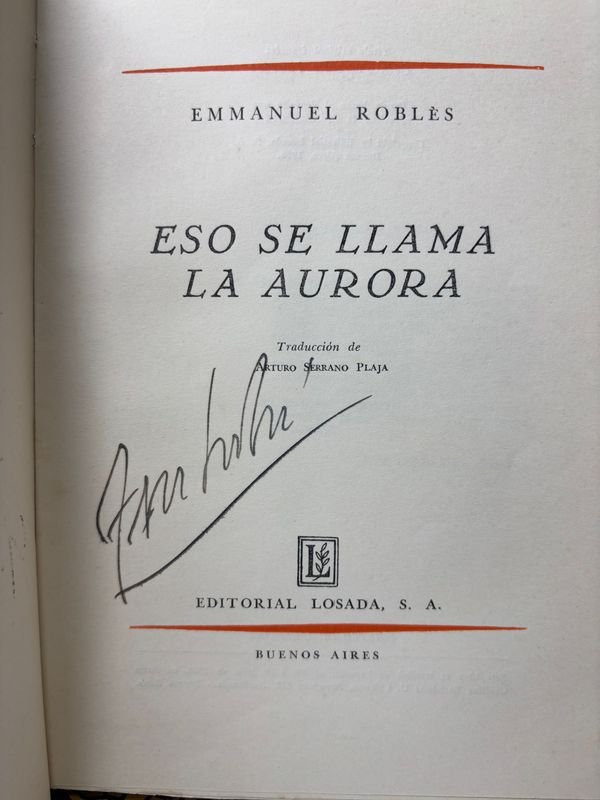 EMMANUEL ROBLÈS
ESO SE LLAMA
LA AURORA
Traducción de
ARTURO SERRANO PLAJA
EDITORIAL LOSADA, S. A.
BUENOS AIRES